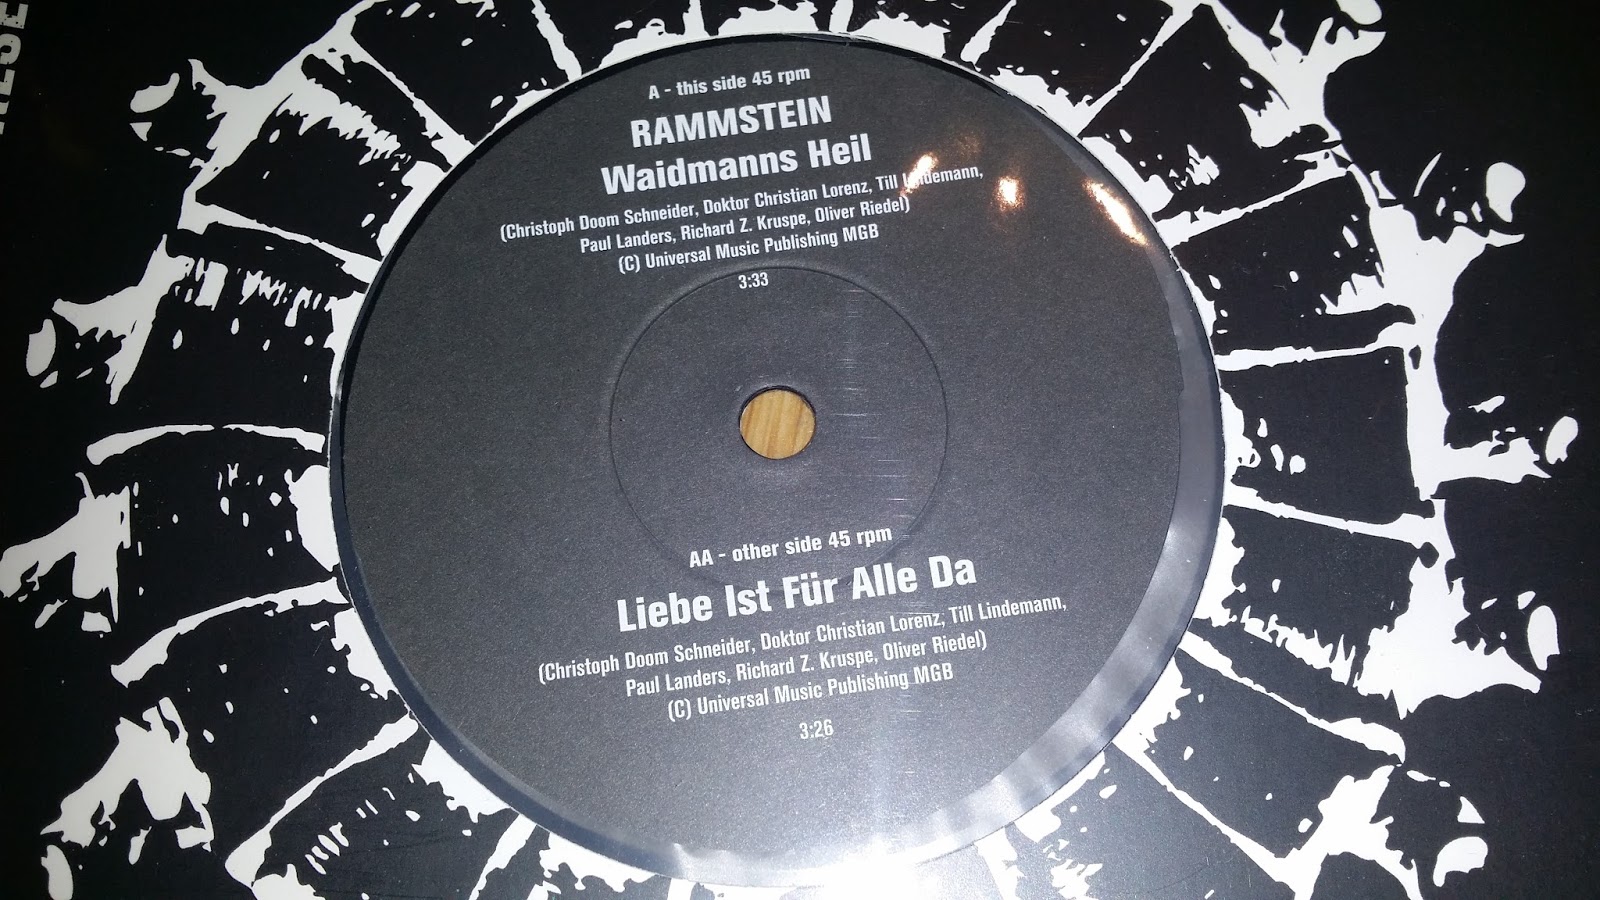 A - this side 45 rpm
RAMMSTEIN
Waidmanns Heil
(Christoph Doom Schneider, Doktor Christian Lorenz, Till Lindemann,
Paul Landers, Richard Z. Kruspe, Oliver Riedel)
(C) Universal Music Publishing MGB
3:33
AA - other side 45 rpm
Liebe Ist Für Alle Da
(Christoph Doom Schneider, Doktor Christian Lorenz, Till Lindemann,
Paul Landers, Richard Z. Kruspe, Oliver Riedel)
(C) Universal Music Publishing MGB
3:26